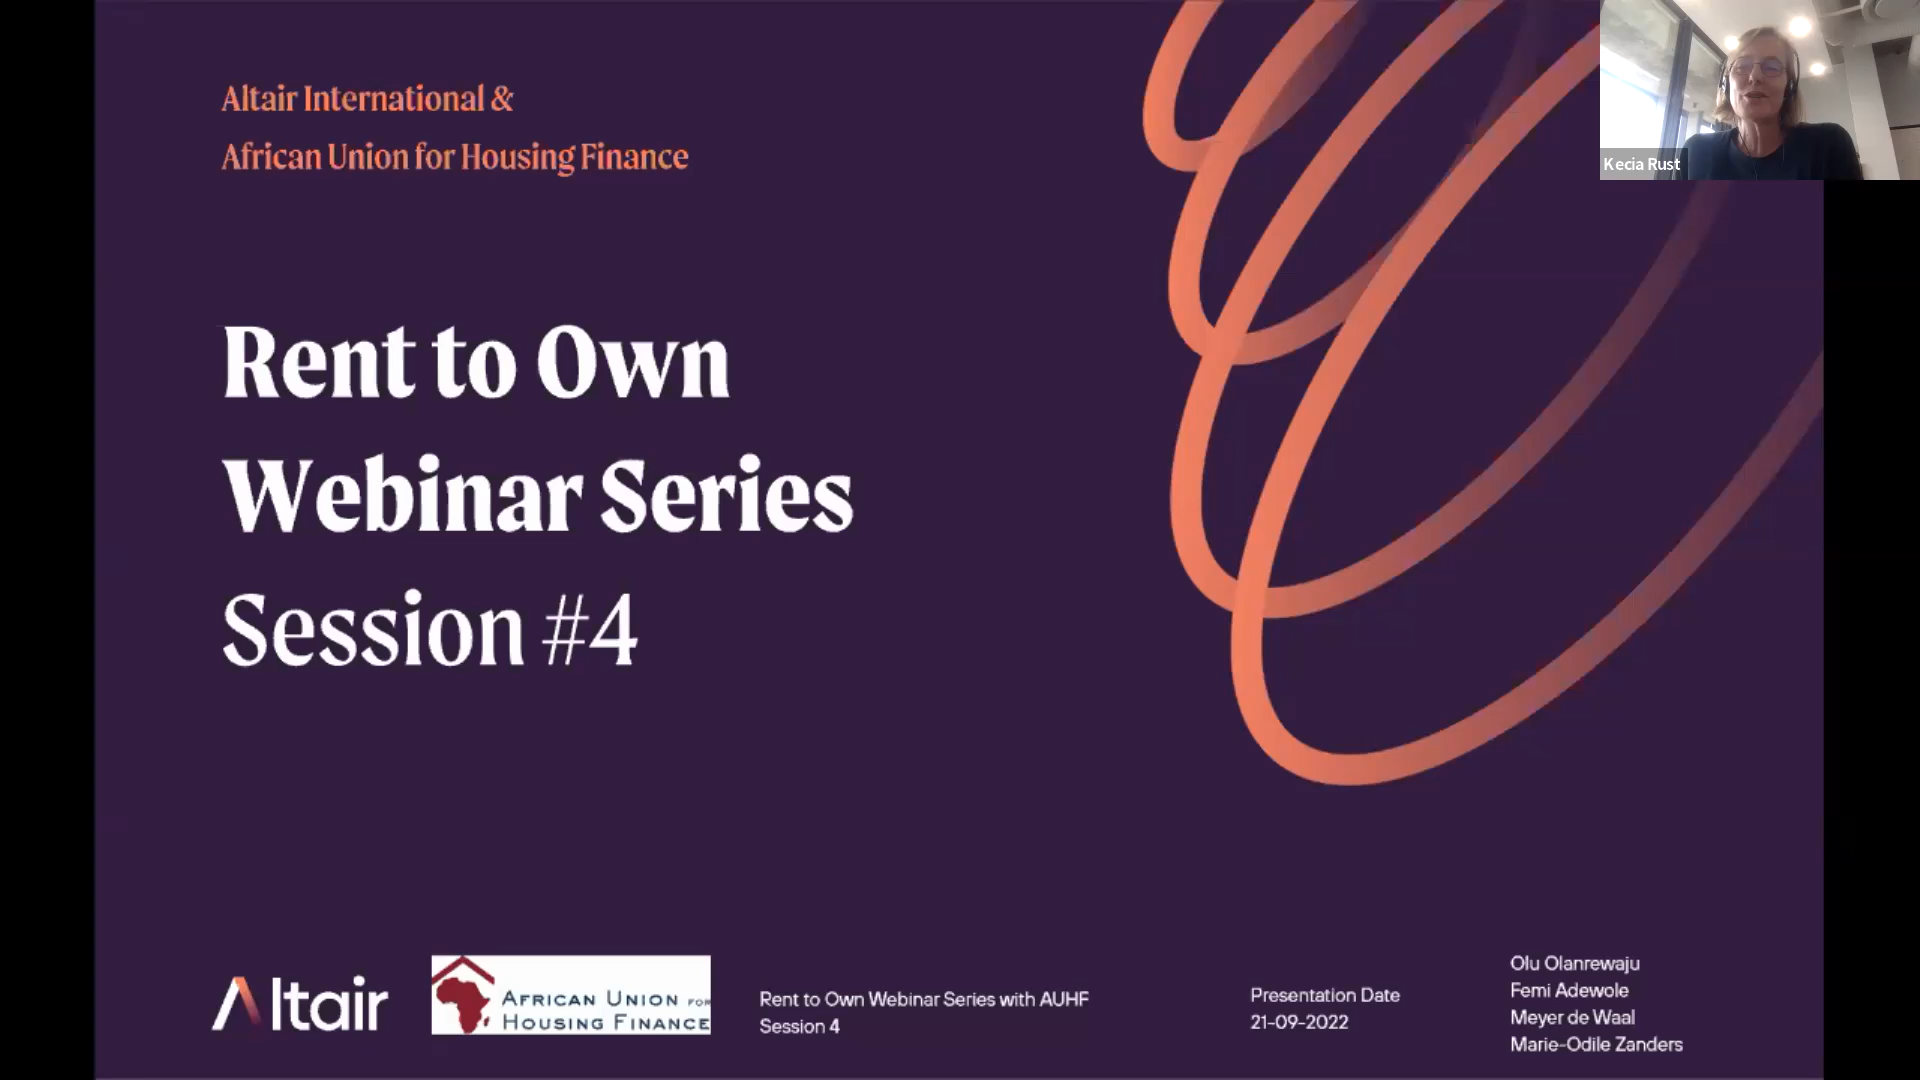 Altair International &
African Union for Housing Finance
Kecia Rust
Rent to Own
Webinar Series
Session #4
Altair
AFRICAN UNION FOR
HOUSING FINANCE
Rent to Own Webinar Series with AUHF
Session 4
Presentation Date
21-09-2022
Olu Olanrewaju
Femi Adewole
Meyer de Waal
Marie-Odile Zanders